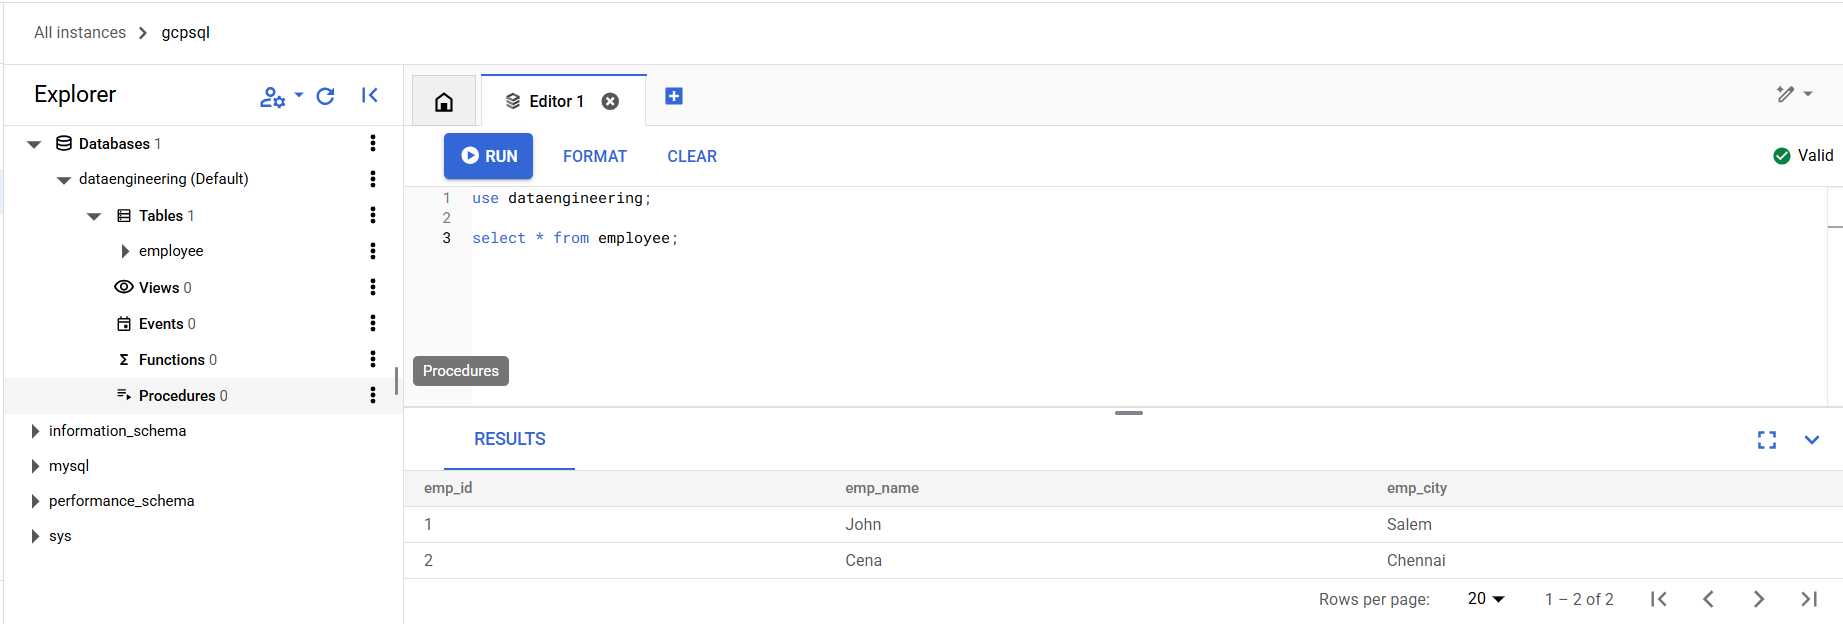 All instances > gcpsql
Explorer
Editor 1
Databases 1
dataengineering (Default)
Tables 1
employee
Views 0
Events 0
Functions 0
Procedures 0
information_schema
mysql
performance_schema
sys
RUN FORMAT CLEAR
Valid
1 use dataengineering;
2
3 select * from employee;
Procedures
RESULTS
emp_id emp_name emp_city
1 John Salem
2 Cena Chennai
Rows per page: 20 1 – 2 of 2